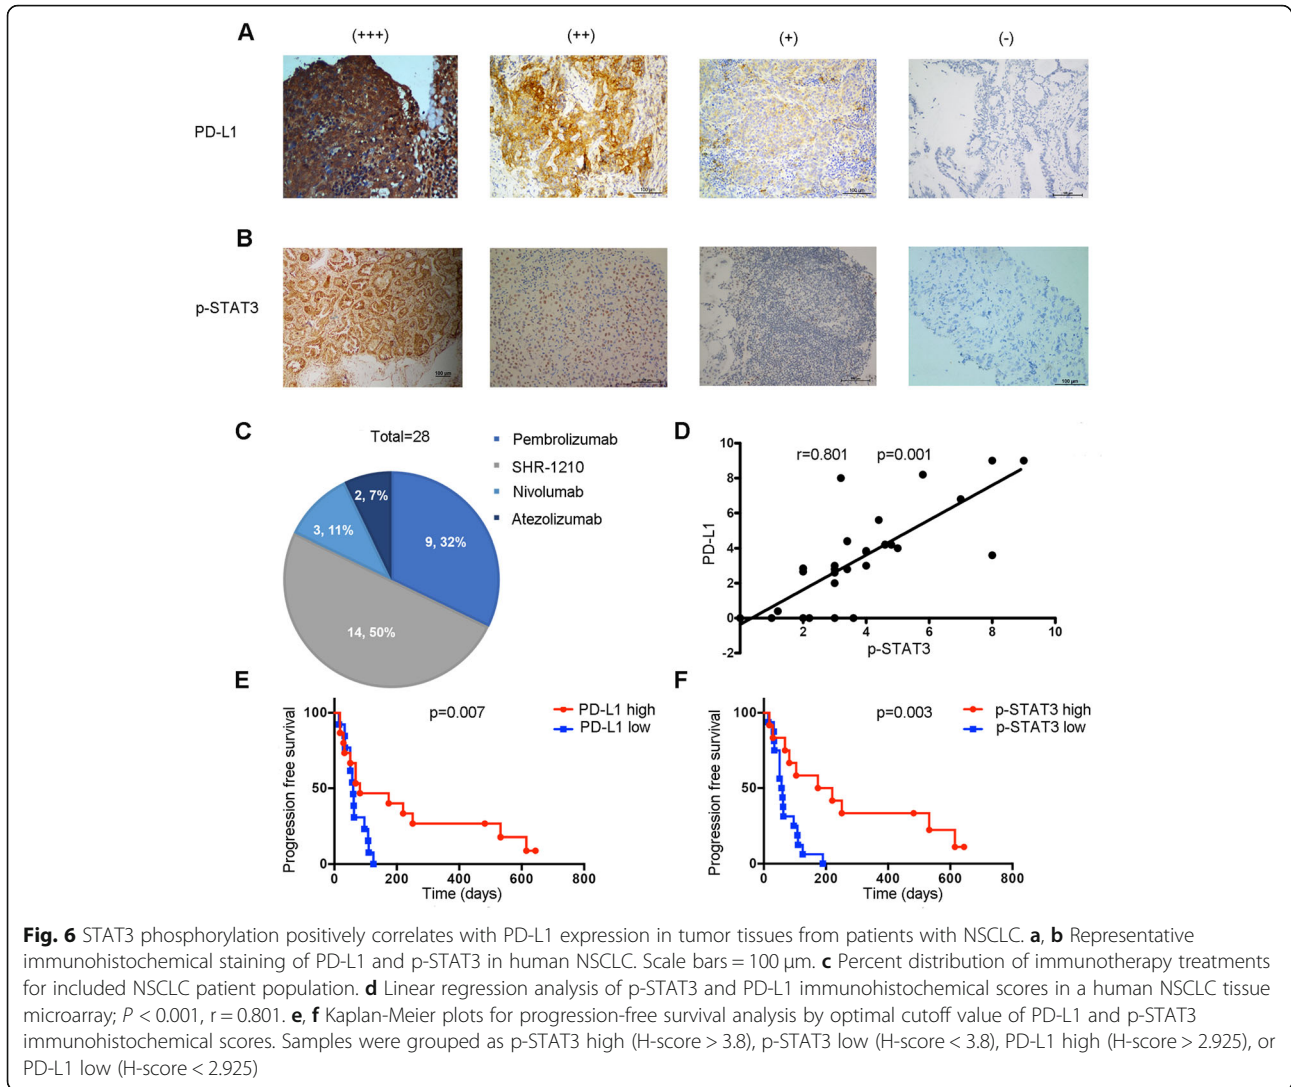 A
(+++)
(++)
(+)
(-)
PD-L1
100 µm
100 µm
B
p-STAT3
100 µm
100 µm
C
Total=28
Pembrolizumab
SHR-1210
Nivolumab
Atezolizumab
2, 7%
3, 11%
9, 32%
14, 50%
D
r=0.801 p=0.001
PD-L1
10
8
6
4
2
0
-2
2 4 6 8 10
p-STAT3
E
p=0.007
PD-L1 high
PD-L1 low
Progression free survival
100
50
0
0 200 400 600 800
Time (days)
F
p=0.003
p-STAT3 high
p-STAT3 low
Progression free survival
100
50
0
0 200 400 600 800
Time (days)
Fig. 6 STAT3 phosphorylation positively correlates with PD-L1 expression in tumor tissues from patients with NSCLC. a, b Representative
immunohistochemical staining of PD-L1 and p-STAT3 in human NSCLC. Scale bars = 100 µm. c Percent distribution of immunotherapy treatments
for included NSCLC patient population. d Linear regression analysis of p-STAT3 and PD-L1 immunohistochemical scores in a human NSCLC tissue
microarray; P < 0.001, r = 0.801. e, f Kaplan-Meier plots for progression-free survival analysis by optimal cutoff value of PD-L1 and p-STAT3
immunohistochemical scores. Samples were grouped as p-STAT3 high (H-score > 3.8), p-STAT3 low (H-score < 3.8), PD-L1 high (H-score > 2.925), or
PD-L1 low (H-score < 2.925)